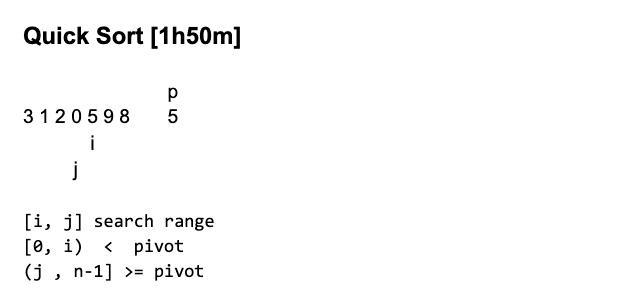 Quick Sort [1h50m]
p
3 1 2 0 5 9 8 5
i
j
[i, j] search range
[0, i) < pivot
(j , n-1] >= pivot